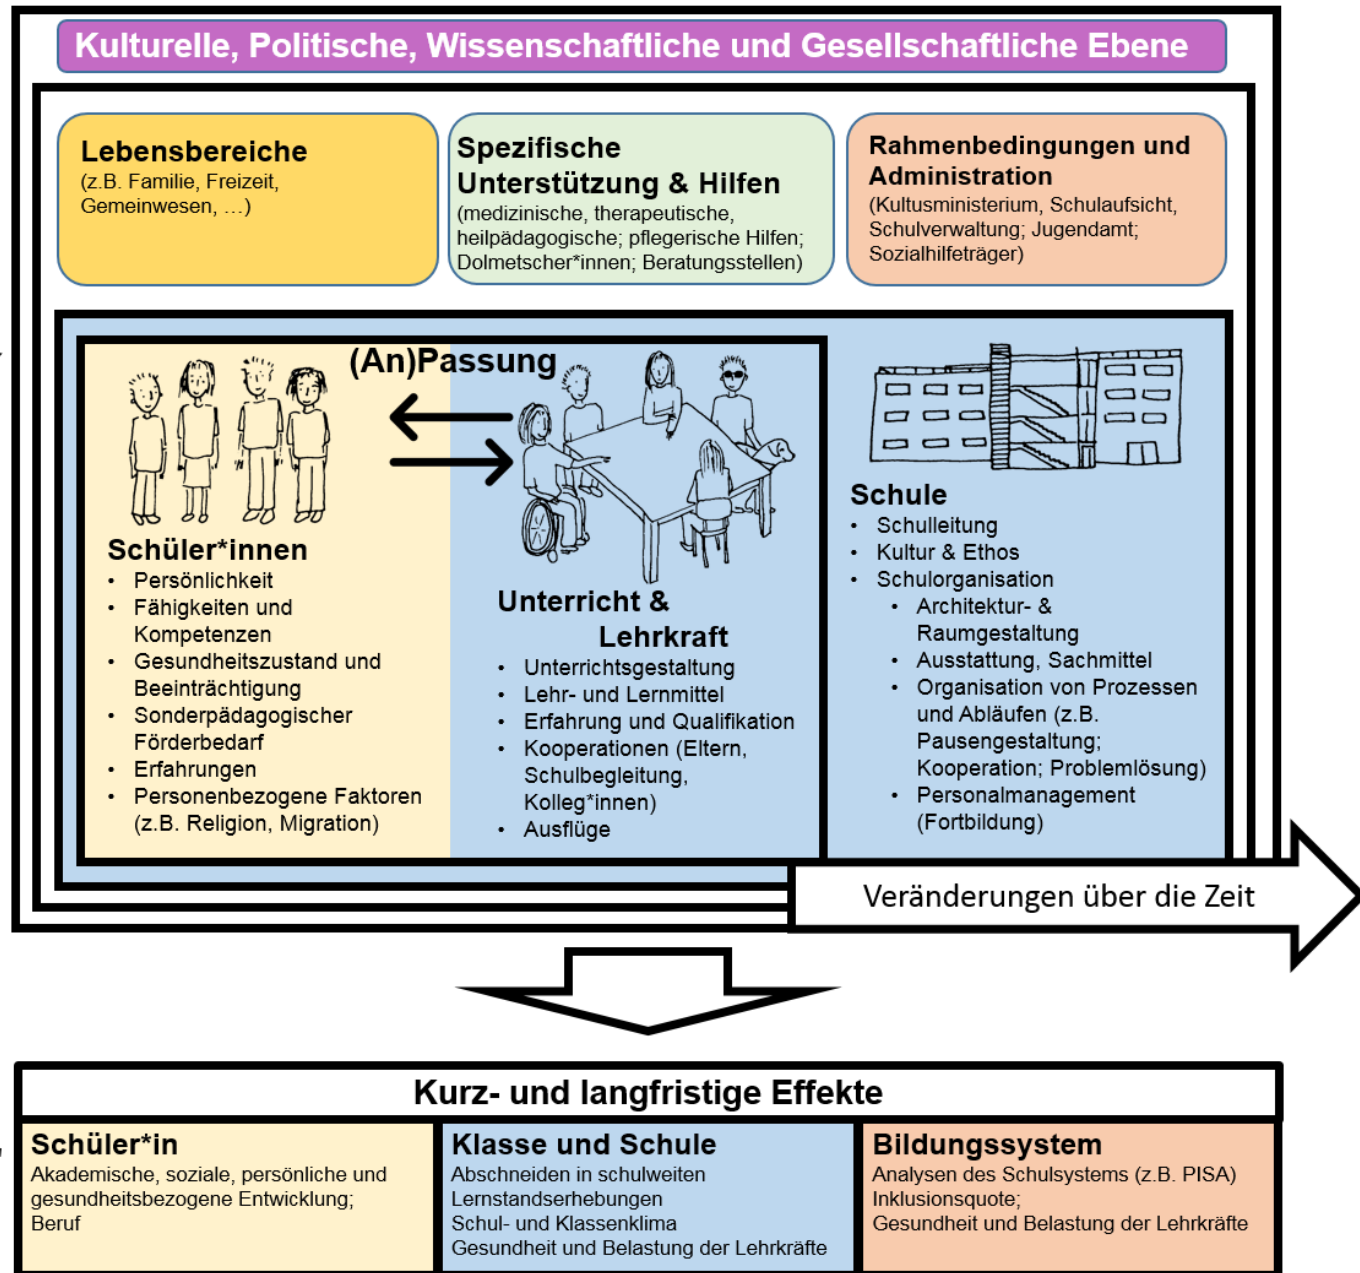 Kulturelle, Politische, Wissenschaftliche und Gesellschaftliche Ebene
Lebensbereiche
(z.B. Familie, Freizeit,
Gemeinwesen, …)
Spezifische
Unterstützung & Hilfen
(medizinische, therapeutische,
heilpädagogische; pflegerische Hilfen;
Dolmetscher*innen; Beratungsstellen)
Rahmenbedingungen und
Administration
(Kultusministerium, Schulaufsicht,
Schulverwaltung; Jugendamt;
Sozialhilfeträger)
(An)Passung
Schüler*innen
• Persönlichkeit
• Fähigkeiten und
Kompetenzen
• Gesundheitszustand und
Beeinträchtigung
• Sonderpädagogischer
Förderbedarf
• Erfahrungen
• Personenbezogene Faktoren
(z.B. Religion, Migration)
Unterricht &
Lehrkraft
• Unterrichtsgestaltung
• Lehr- und Lernmittel
• Erfahrung und Qualifikation
• Kooperationen (Eltern,
Schulbegleitung,
Kolleg*innen)
• Ausflüge
Schule
• Schulleitung
• Kultur & Ethos
• Schulorganisation
• Architektur- &
Raumgestaltung
• Ausstattung, Sachmittel
• Organisation von Prozessen
und Abläufen (z.B.
Pausengestaltung;
Kooperation; Problemlösung)
• Personalmanagement
(Fortbildung)
Veränderungen über die Zeit
Kurz- und langfristige Effekte
Schüler*in
Akademische, soziale, persönliche und
gesundheitsbezogene Entwicklung;
Beruf
Klasse und Schule
Abschneiden in schulweiten
Lernstandserhebungen
Schul- und Klassenklima
Gesundheit und Belastung der Lehrkräfte
Bildungssystem
Analysen des Schulsystems (z.B. PISA)
Inklusionsquote;
Gesundheit und Belastung der Lehrkräfte